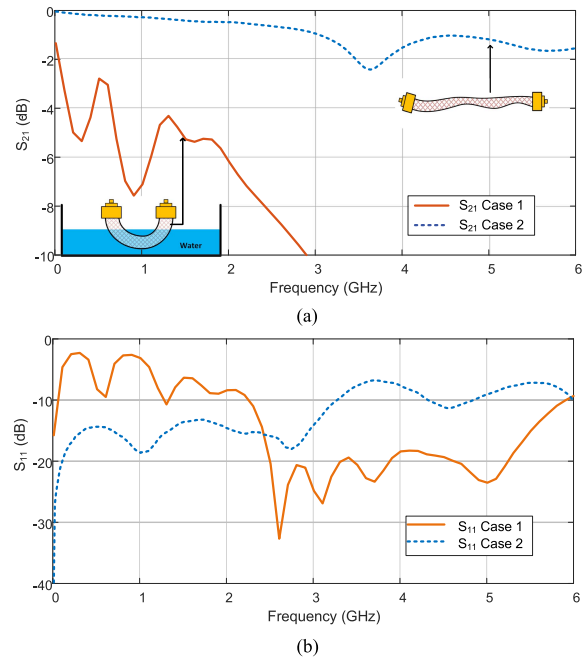 0
-2
-4
-6
-8
-10
S21 (dB)
Water
S21 Case 1
S21 Case 2
0 1 2 3 4 5 6
Frequency (GHz)
(a)
0
-10
-20
-30
-40
S11 (dB)
S11 Case 1
S11 Case 2
0 1 2 3 4 5 6
Frequency (GHz)
(b)